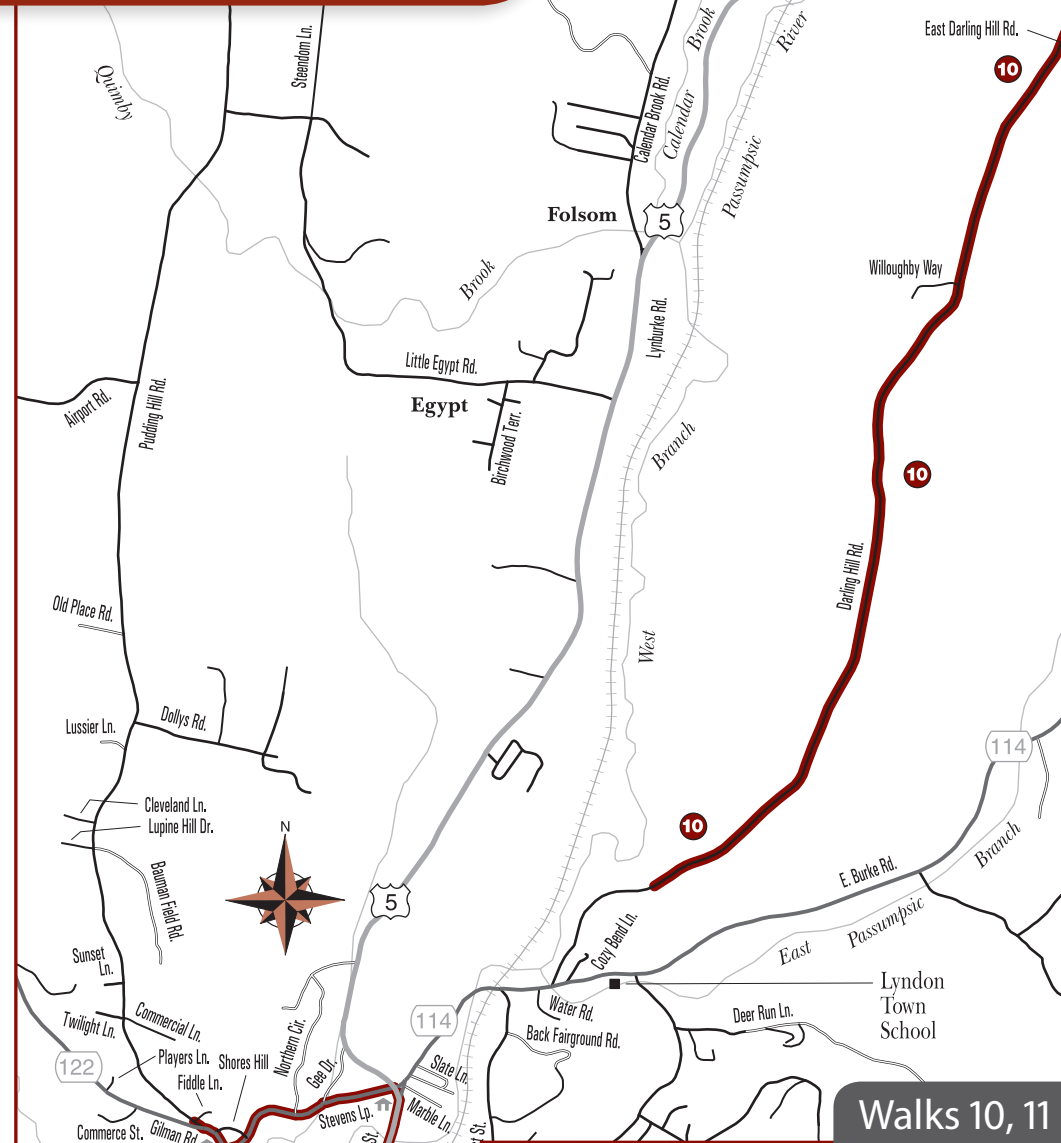 East Darling Hill Rd.
10
Steendom Ln.
Quimby
Brook
River
Calendar Brook Rd.
Calendar
Passumpsic
Folsom
5
Brook
Willoughby Way
Lynburke Rd.
Little Egypt Rd.
Airport Rd.
Pudding Hill Rd.
Egypt
Birchwood Terr.
Branch
10
Darling Hill Rd.
Old Place Rd.
West
Lussier Ln.
Dollys Rd.
114
Cleveland Ln.
Lupine Hill Dr.
N
10
Branch
Bauman Field Rd.
5
E. Burke Rd.
Passumpsic
East
Cozy Bend Ln.
Sunset
Ln.
Lyndon
Town
School
Twilight Ln.
Commercial Ln.
114
Water Rd.
Deer Run Ln.
Back Fairground Rd.
Northern Cir.
Players Ln.
122
Shores Hill
Fiddle Ln.
Gee Dr.
Slate Ln.
Stevens Lp.
Marble Ln.
Commerce St.
Gilman Rd.
St.
t St.
Walks 10, 11